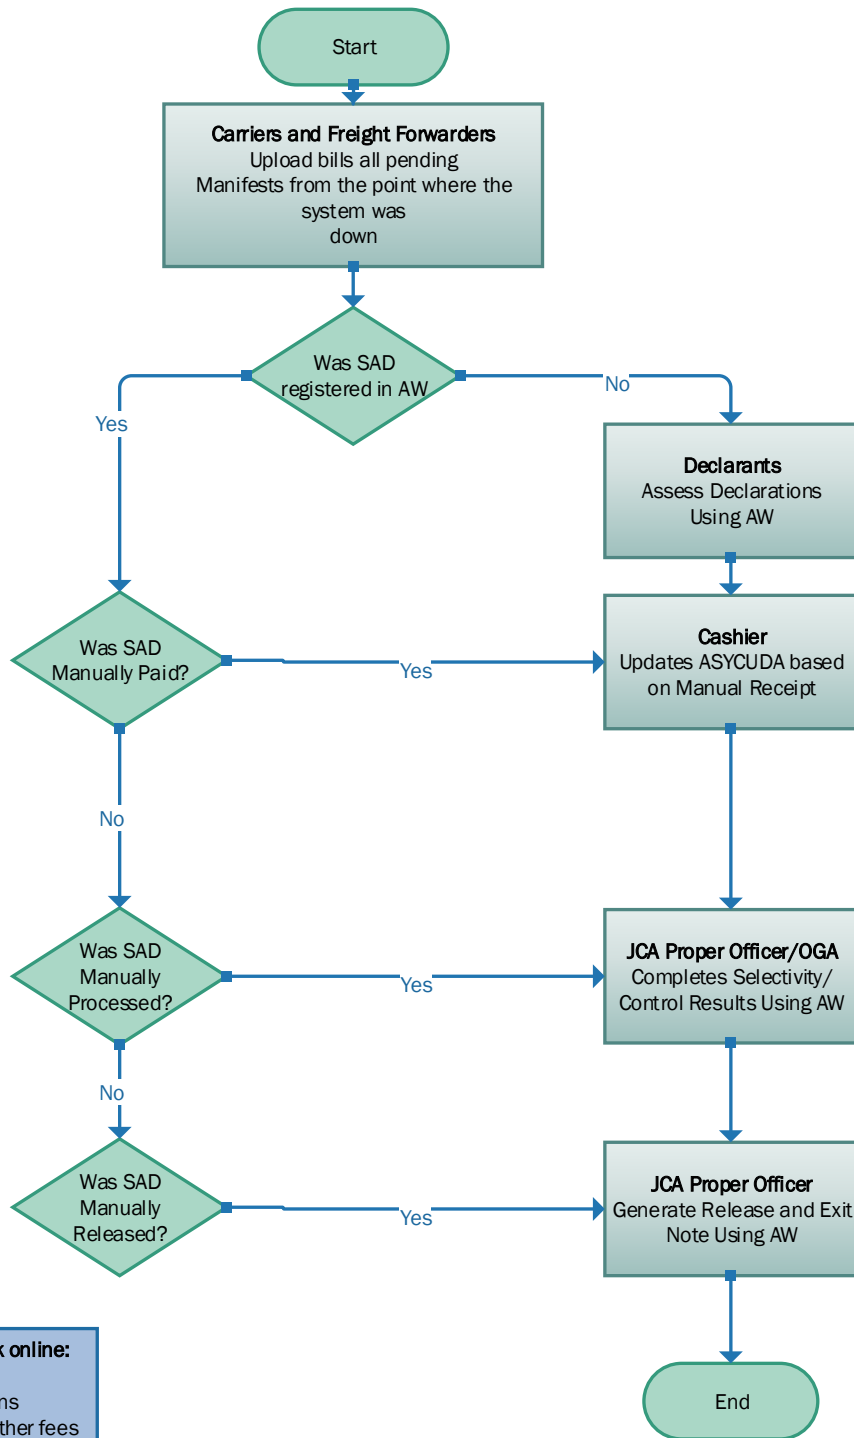 Start
Carriers and Freight Forwarders
Upload bills all pending
Manifests from the point where the
system was
down
Was SAD
registered in AW
No
Yes
Declarants
Assess Declarations
Using AW
Was SAD
Manually Paid?
Yes
Cashier
Updates ASYCUDA based
on Manual Receipt
No
Was SAD
Manually
Processed?
Yes
JCA Proper Officer/OGA
Completes Selectivity/
Control Results Using AW
No
Was SAD
Manually
Released?
Yes
JCA Proper Officer
Generate Release and Exit
Note Using AW
online:
fees
End